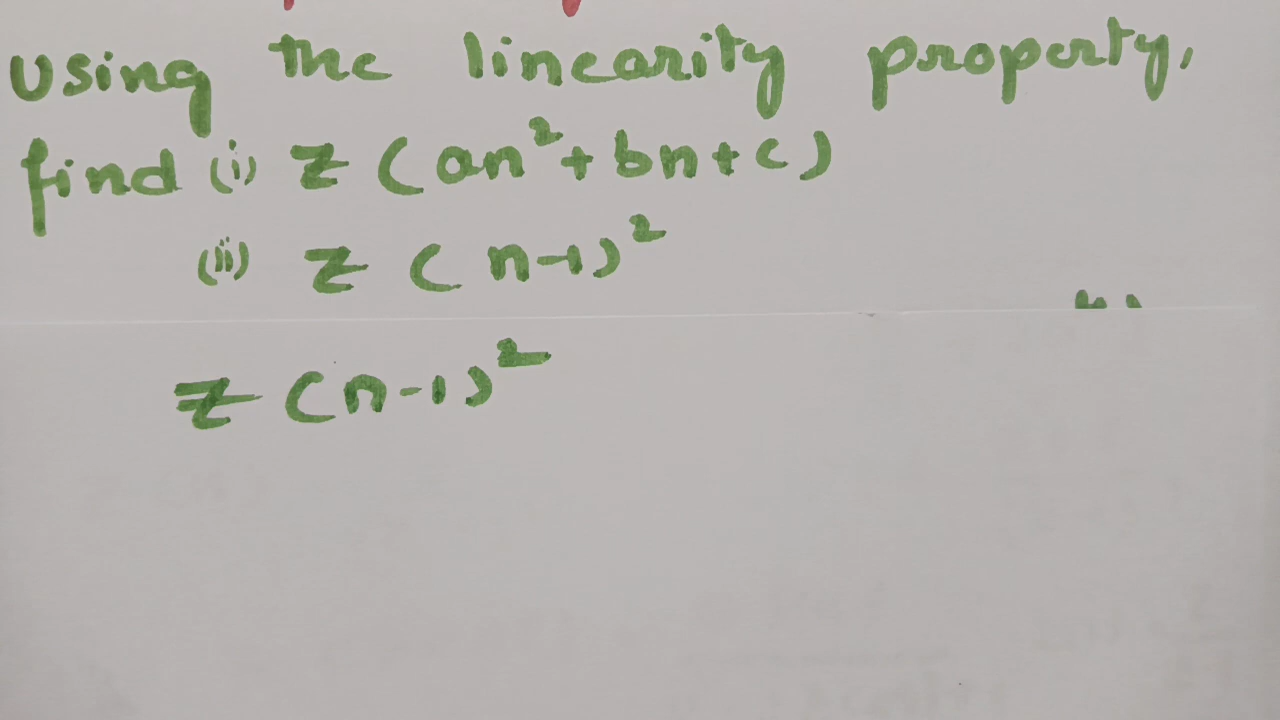 Using the linearity property,
find (i) Z (an² + bn + c)
(ii) Z (n-1)²
Z (n-1)²